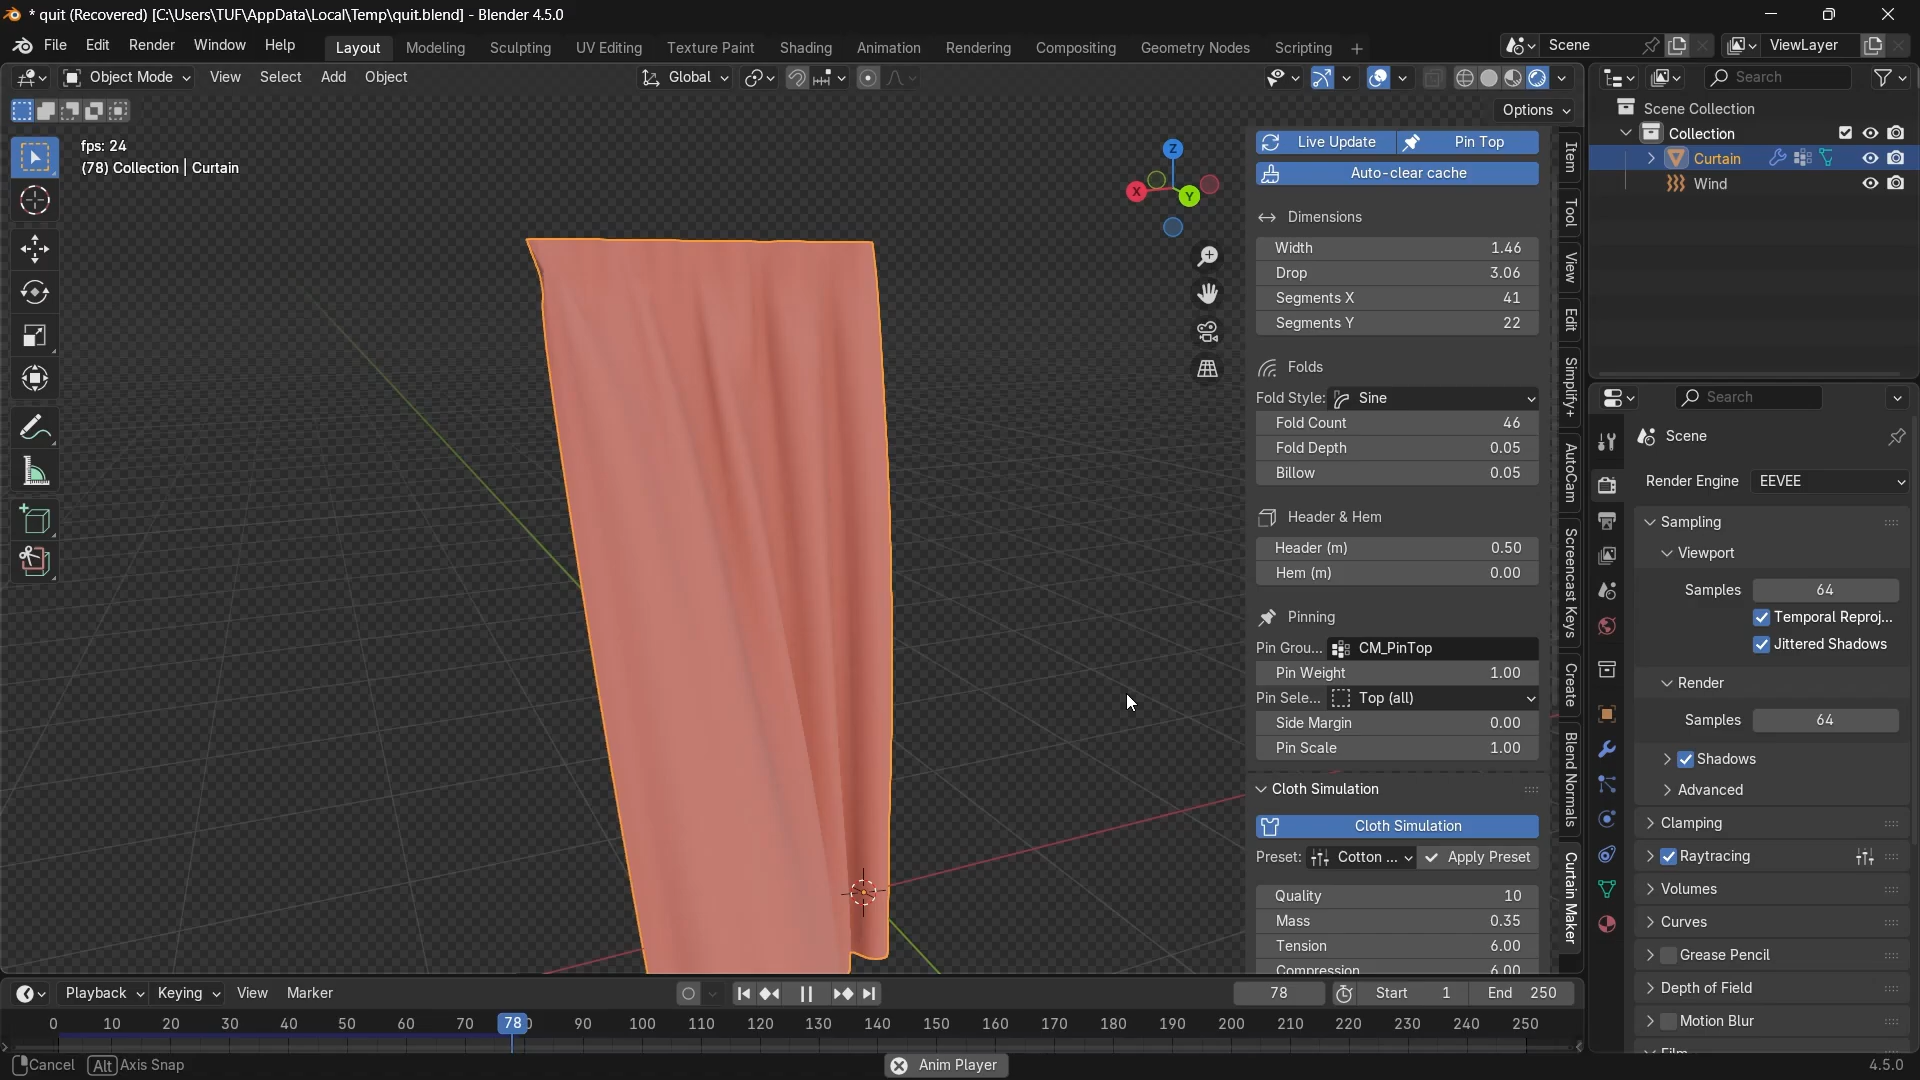 * quit (Recovered) [C:\Users\TUF\AppData\Local\Temp\quit.blend] - Blender 4.5.0
File Edit Render Window Help
Layout Modeling Sculpting UV Editing Texture Paint Shading Animation Rendering Compositing Geometry Nodes Scripting +
Scene
ViewLayer
Object Mode View Select Add Object
Global
Search
Options
fps: 24
(78) Collection | Curtain
Z
X
Y
Live Update
Pin Top
Auto-clear cache
Dimensions
Width 1.46
Drop 3.06
Segments X 41
Segments Y 22
Folds
Fold Style: Sine
Fold Count 46
Fold Depth 0.05
Billow 0.05
Header & Hem
Header (m) 0.50
Hem (m) 0.00
Pinning
Pin Grou... CM_PinTop
Pin Weight 1.00
Pin Sele... Top (all)
Side Margin 0.00
Pin Scale 1.00
Cloth Simulation
Cloth Simulation
Preset: Cotton ... Apply Preset
Quality 10
Mass 0.35
Tension 6.00
Compression 6.00
Item
Tool
View
Edit
Simplify+
AutoCam
Screencast Keys
Create
Blend Normals
Curtain Maker
Scene Collection
Collection
Curtain
Wind
Search
Scene
Render Engine EEVEE
Sampling
Viewport
Samples 64
Temporal Reproj...
Jittered Shadows
Render
Samples 64
Shadows
Advanced
Clamping
Raytracing
Volumes
Curves
Grease Pencil
Depth of Field
Motion Blur
Film
Playback Keying View Marker
78 Start 1 End 250
0 10 20 30 40 50 60 70 78 90 100 110 120 130 140 150 160 170 180 190 200 210 220 230 240 250
Cancel Alt Axis Snap
Anim Player
4.5.0